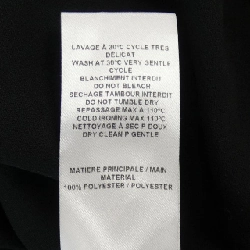 LAVAGE A 30°C CYCLE TRES
DELICAT
WASH AT 30°C VERY GENTLE
CYCLE
BLANCHIMENT INTERDIT
DO NOT BLEACH
SECHAGE TAMBOUR INTERDIT
DO NOT TUMBLE DRY
REPASSAGE MAX A 110°C
COLD IRONING MAX 110°C
NETTOYAGE A SEC P DOUX
DRY CLEAN P GENTLE
MATIERE PRINCIPALE / MAIN
MATERIAL
100% POLYESTER / POLYESTER